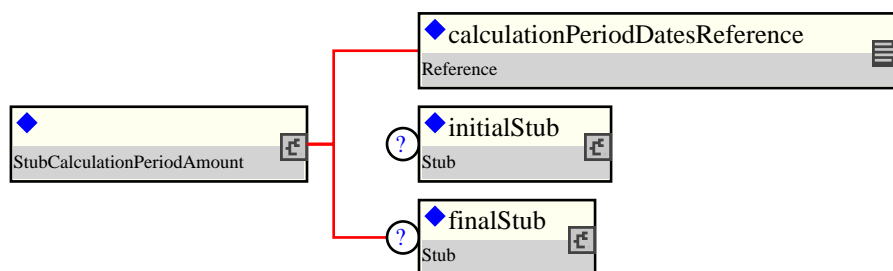 calculationPeriodDatesReference
Reference
StubCalculationPeriodAmount
?
initialStub
Stub
?
finalStub
Stub